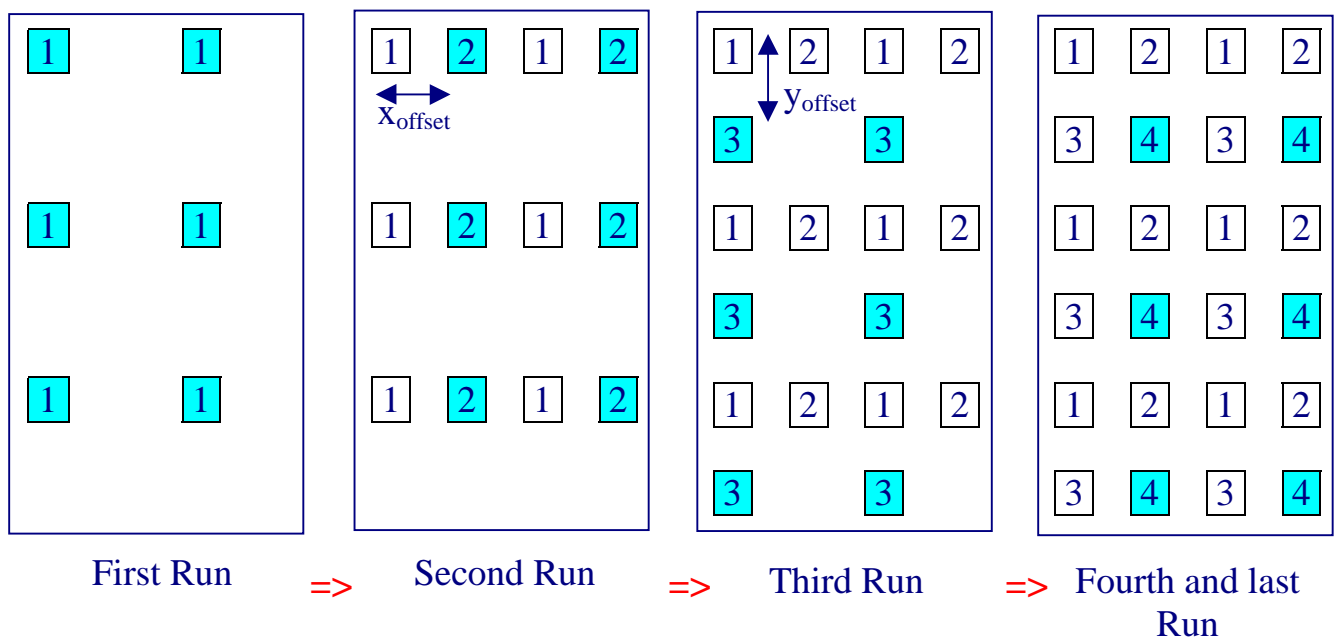 1 1
1 1
1 1
First Run
=>
1 2 1 2
xoffset
1 2 1 2
1 2 1 2
Second Run
=>
1 2 1 2
yoffset
3 3
1 2 1 2
3 3
1 2 1 2
3 3
Third Run
=>
1 2 1 2
3 4 3 4
1 2 1 2
3 4 3 4
1 2 1 2
3 4 3 4
Fourth and last
Run